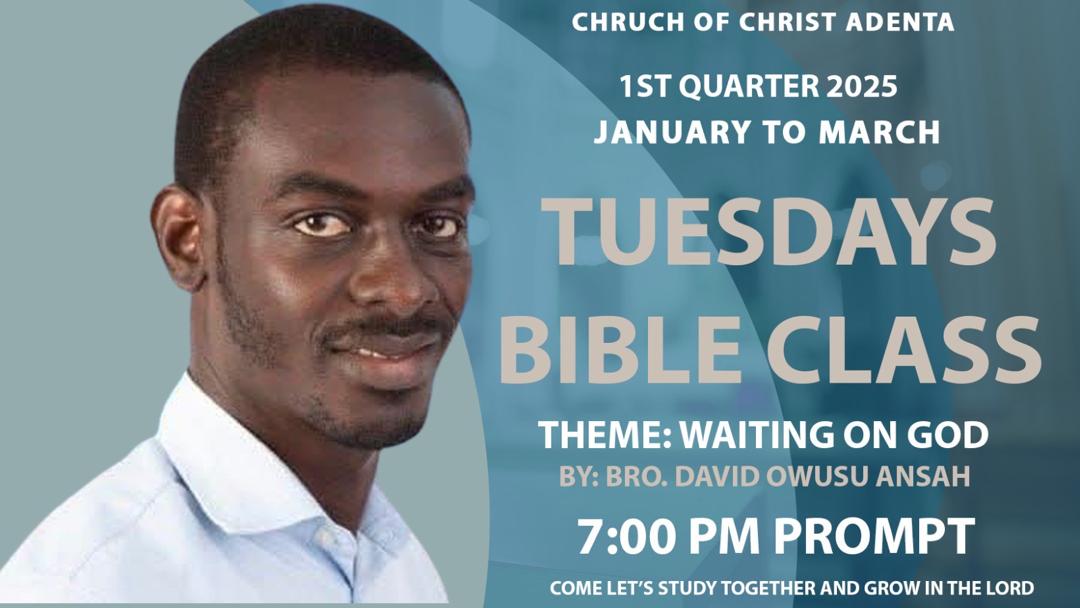 CHRUCH OF CHRIST ADENTA
1ST QUARTER 2025
JANUARY TO MARCH
TUESDAYS
BIBLE CLASS
THEME: WAITING ON GOD
BY: BRO. DAVID OWUSU ANSAH
7:00 PM PROMPT
COME LET'S STUDY TOGETHER AND GROW IN THE LORD